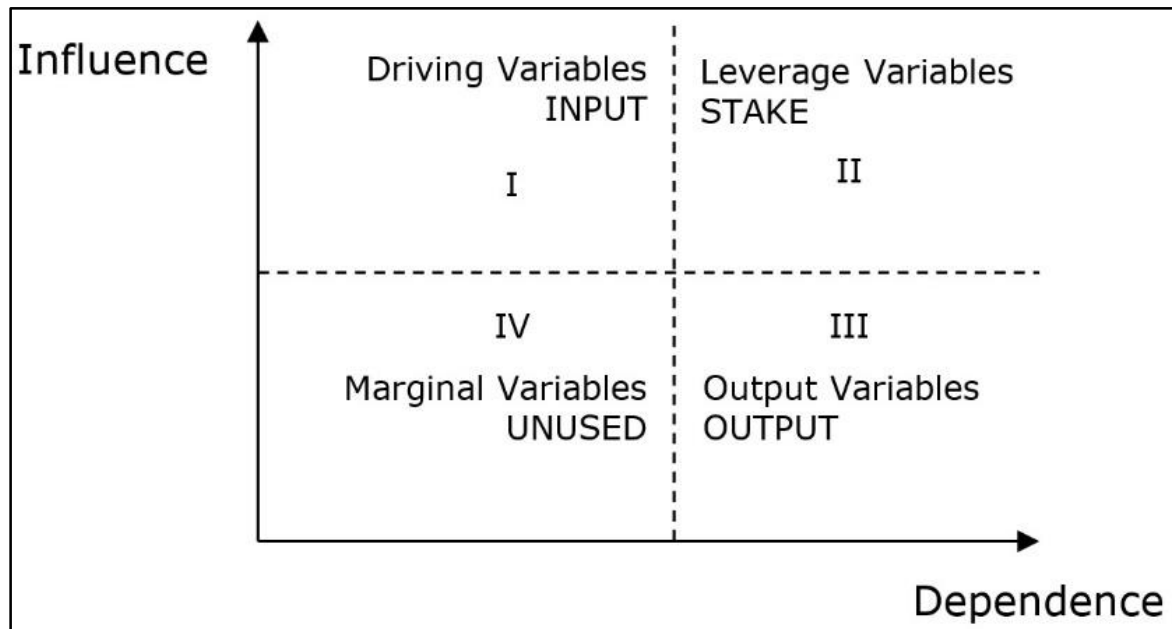 Influence
Driving Variables
INPUT
I
Leverage Variables
STAKE
II
IV
Marginal Variables
UNUSED
III
Output Variables
OUTPUT
Dependence